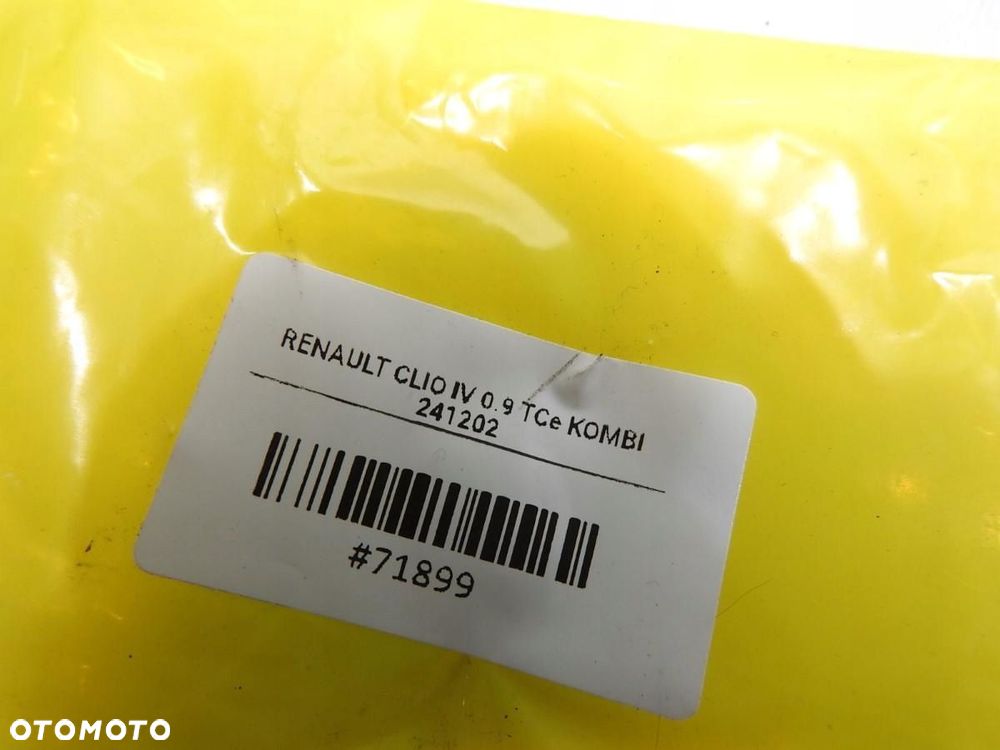 RENAULT CLIO IV 0.9 TCe KOMBI
241202
#71899
OTOMOTO